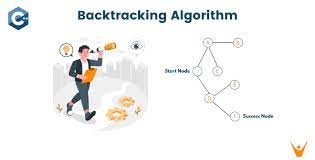 C++
Backtracking Algorithm
A
B
Start Node
C
E
D
F
Success Node